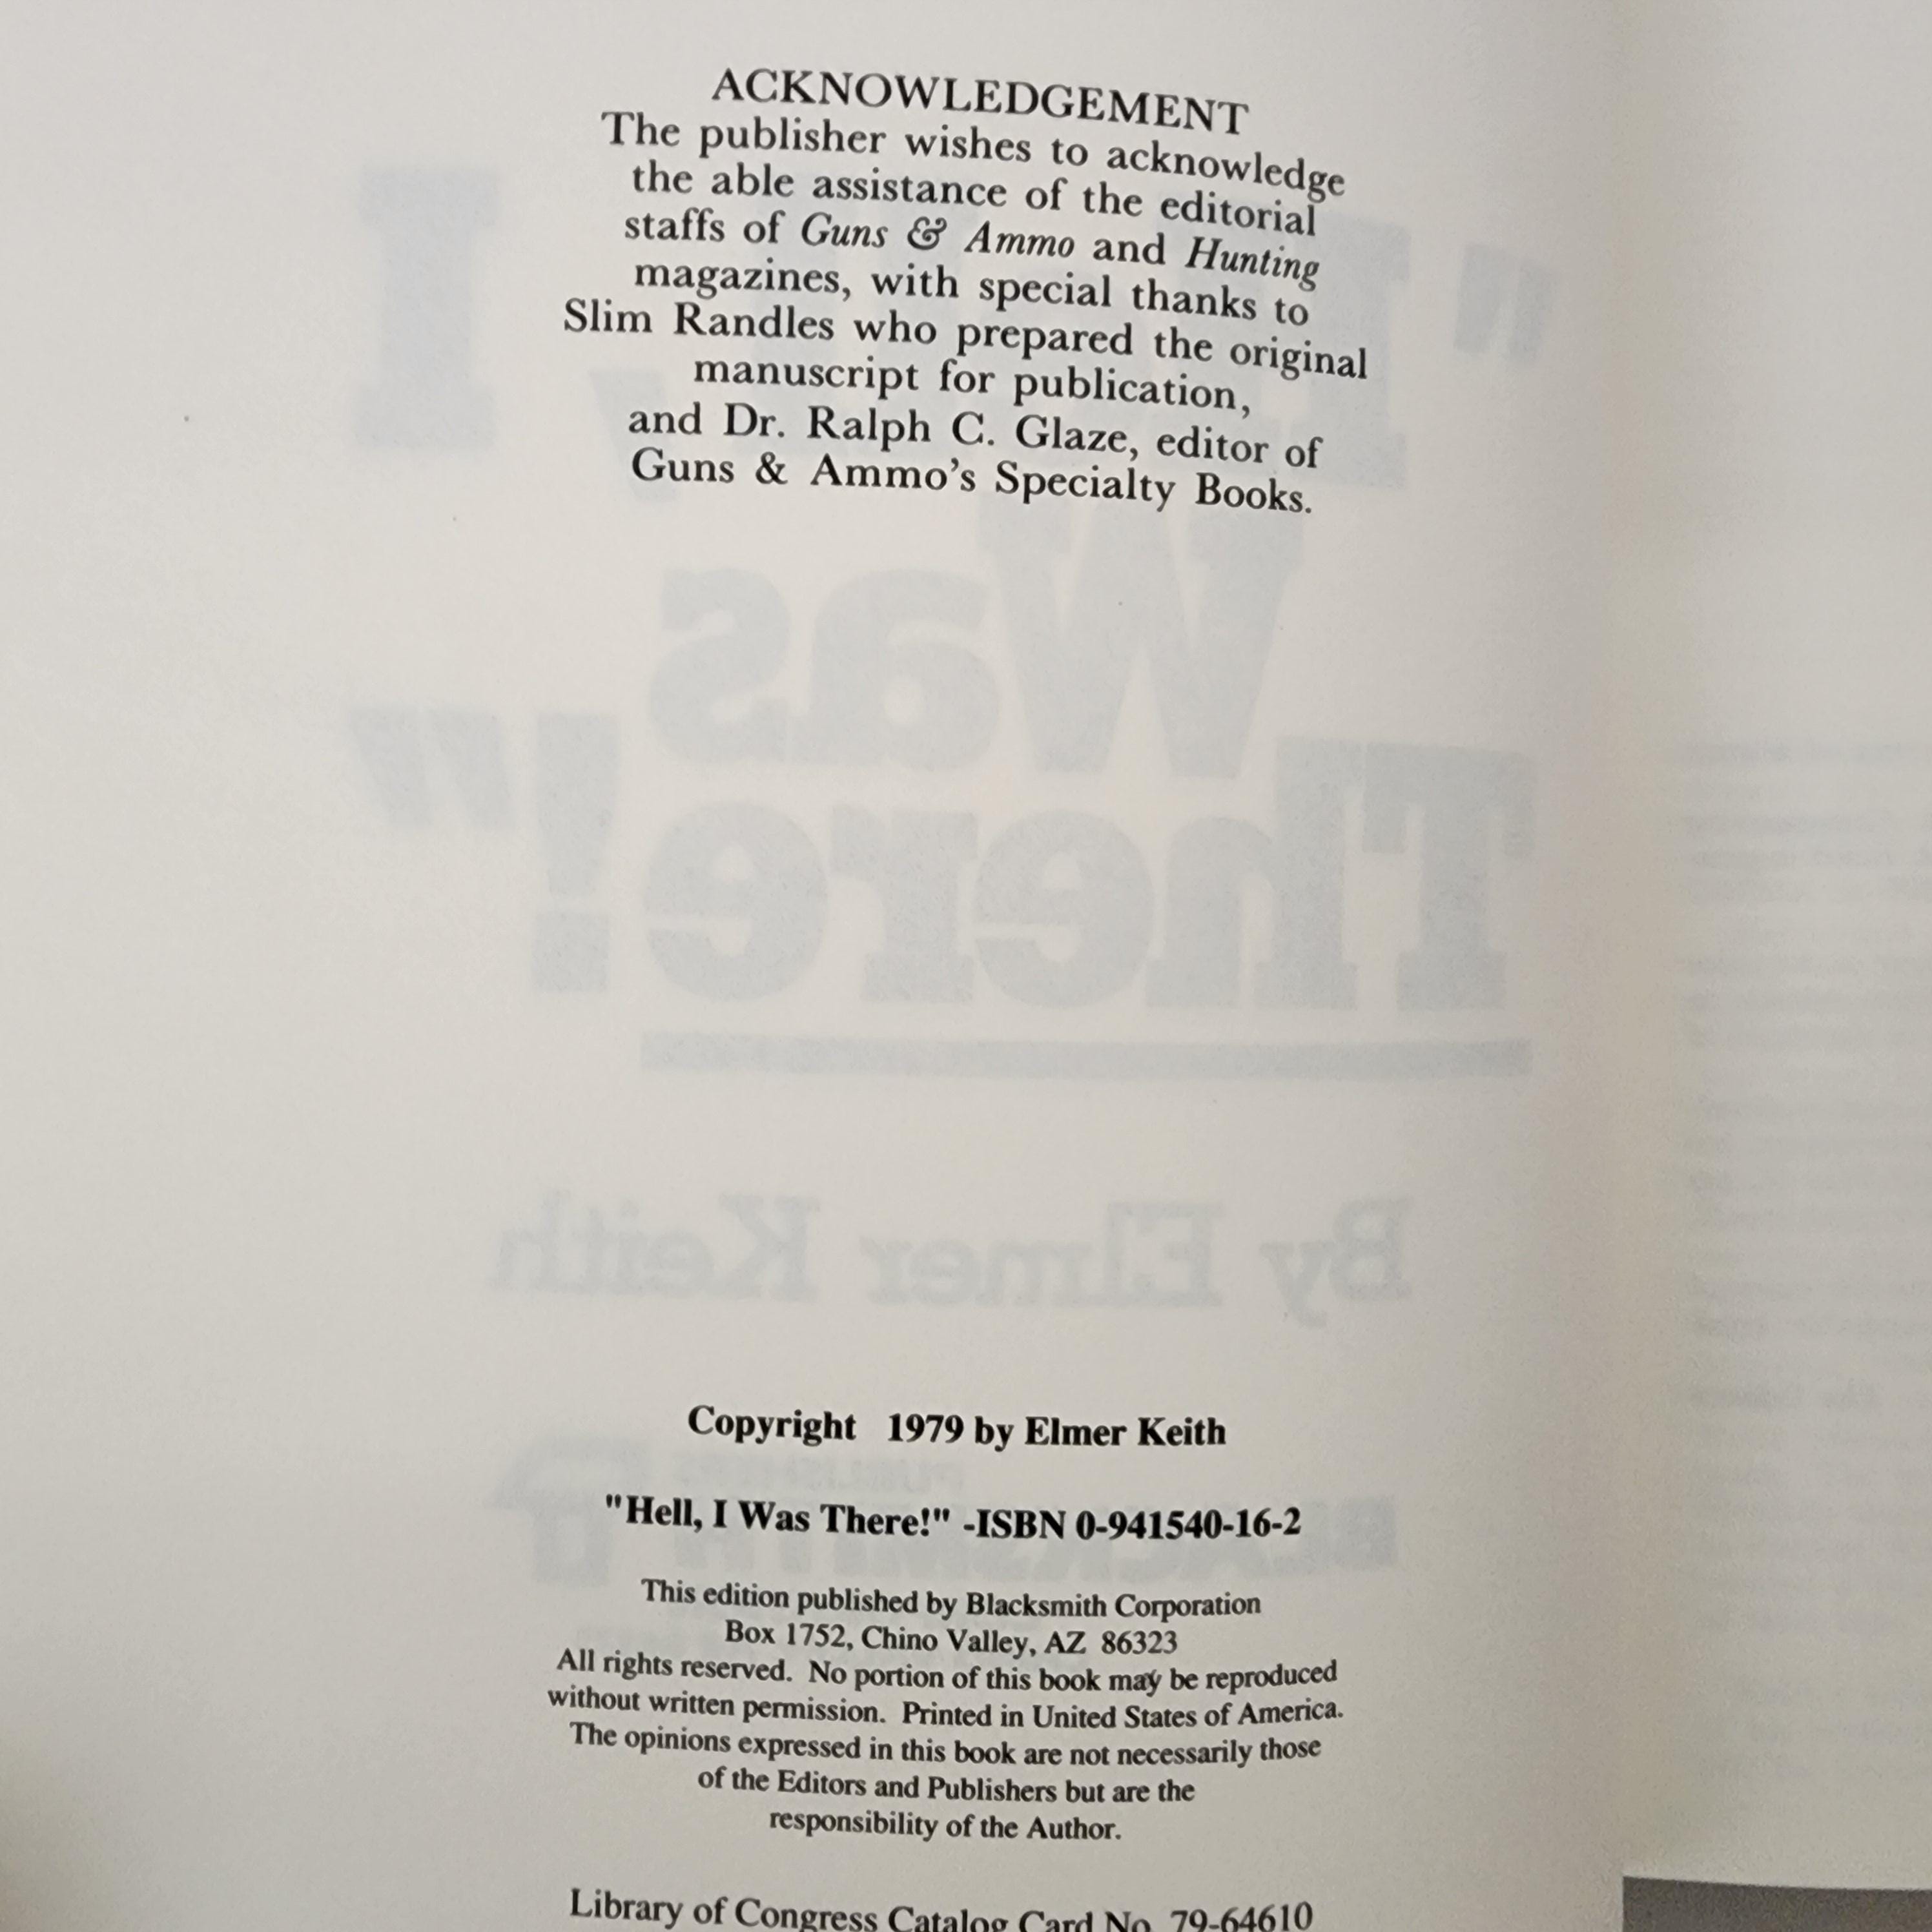 ACKNOWLEDGEMENT
The publisher wishes to acknowledge
the able assistance of the editorial
staffs of Guns & Ammo and Hunting
magazines, with special thanks to
Slim Randles who prepared the original
manuscript for publication,
and Dr. Ralph C. Glaze, editor of
Guns & Ammo's Specialty Books.
Was
There!"
By Elmer Keith
Copyright 1979 by Elmer Keith
"Hell, I Was There!" -ISBN 0-941540-16-2
This edition published by Blacksmith Corporation
Box 1752, Chino Valley, AZ 86323
All rights reserved. No portion of this book may be reproduced
without written permission. Printed in United States of America.
The opinions expressed in this book are not necessarily those
of the Editors and Publishers but are the
responsibility of the Author.
Library of Congress Catalog Card No. 79-64610